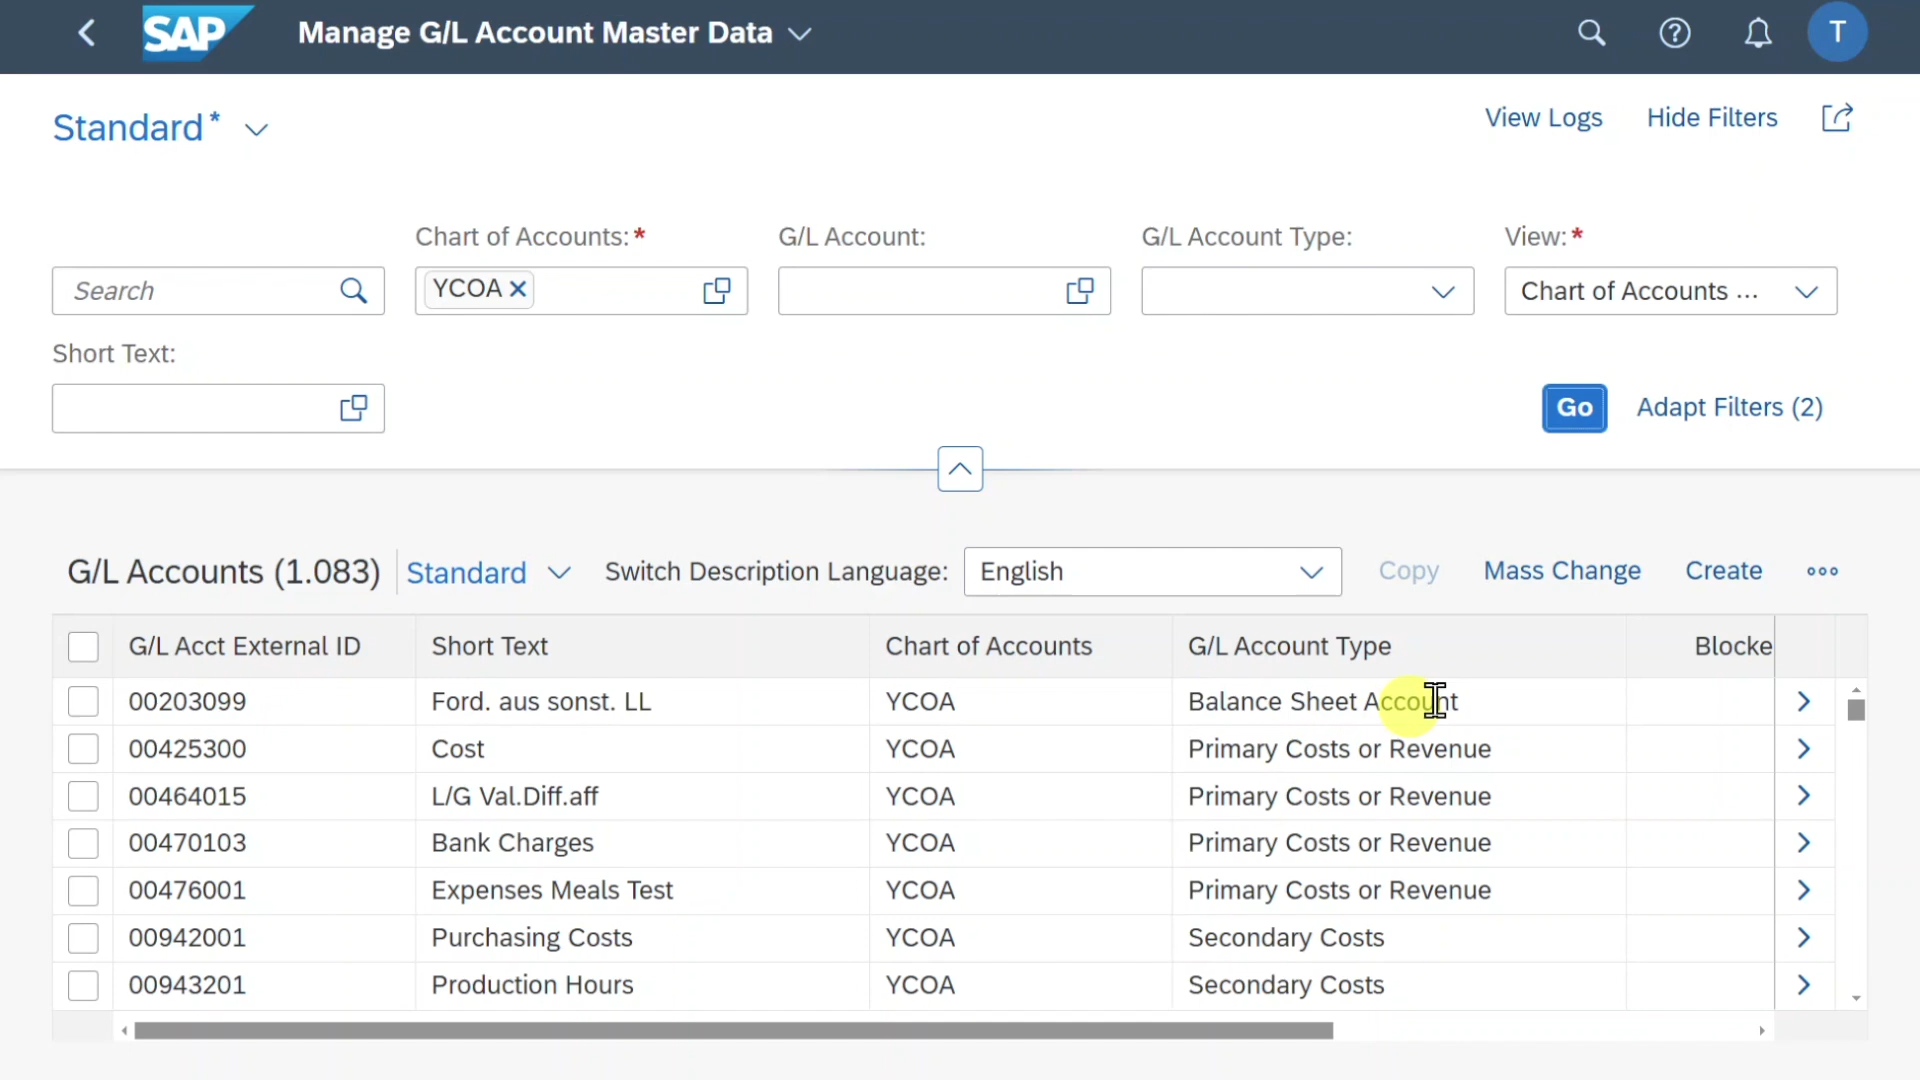 SAP Manage G/L Account Master Data T
Standard * View Logs Hide Filters
Chart of Accounts:* G/L Account: G/L Account Type: View:*
Search YCOA Chart of Accounts ...
Short Text:
Go Adapt Filters (2)
G/L Accounts (1.083) Standard Switch Description Language: English Copy Mass Change Create
G/L Acct External ID Short Text Chart of Accounts G/L Account Type Blocke
00203099 Ford. aus sonst. LL YCOA Balance Sheet Account
00425300 Cost YCOA Primary Costs or Revenue
00464015 L/G Val.Diff.aff YCOA Primary Costs or Revenue
00470103 Bank Charges YCOA Primary Costs or Revenue
00476001 Expenses Meals Test YCOA Primary Costs or Revenue
00942001 Purchasing Costs YCOA Secondary Costs
00943201 Production Hours YCOA Secondary Costs